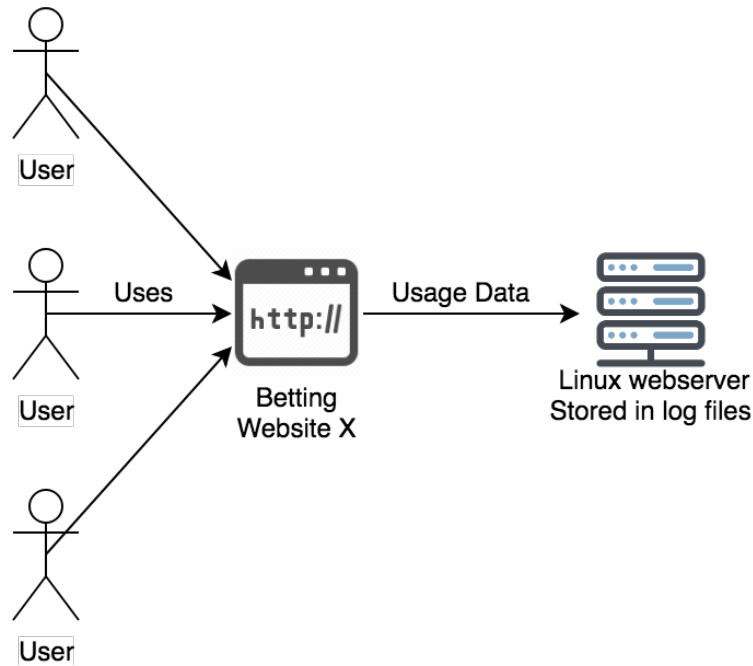 User
Uses
User
http://
Usage Data
Betting
Website X
Linux webserver
Stored in log files
User